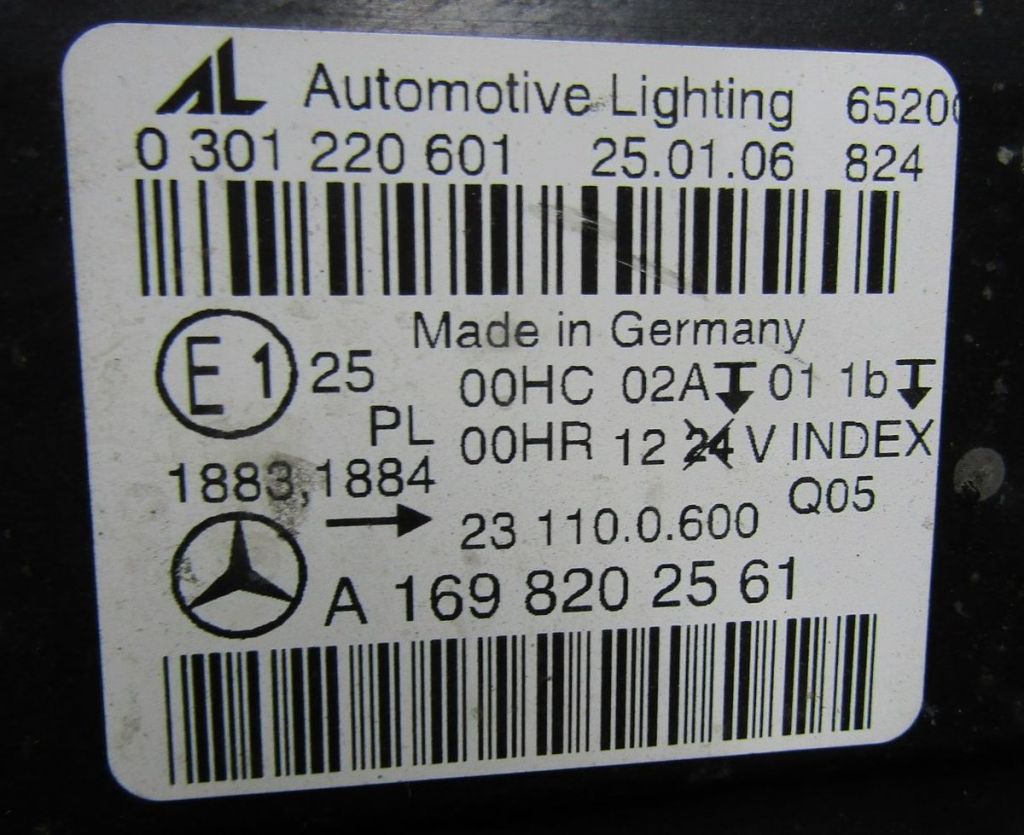 AL Automotive Lighting 6520
0 301 220 601 25.01.06 824
Made in Germany
E1 25 00HC 02A 01 1b
PL 00HR 12 24 V INDEX
1883,1884 Q05
23 110.0.600
A 169 820 25 61